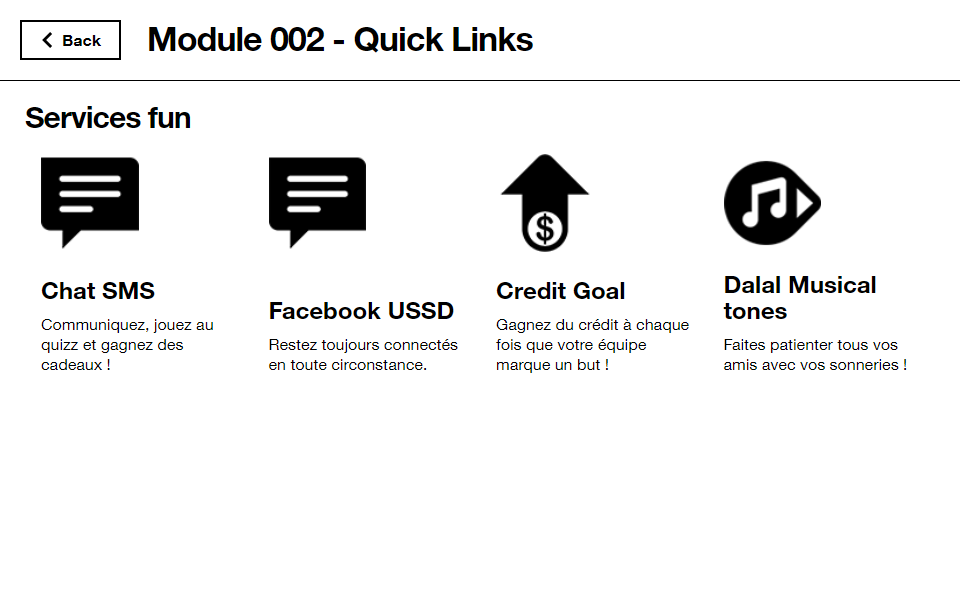 Back
Module 002 - Quick Links
Services fun
$
Chat SMS
Communiquez, jouez au
quizz et gagnez des
cadeaux !
Facebook USSD
Restez toujours connectés
en toute circonstance.
Credit Goal
Gagnez du crédit à chaque
fois que votre équipe
marque un but !
Dalal Musical
tones
Faites patienter tous vos
amis avec vos sonneries !